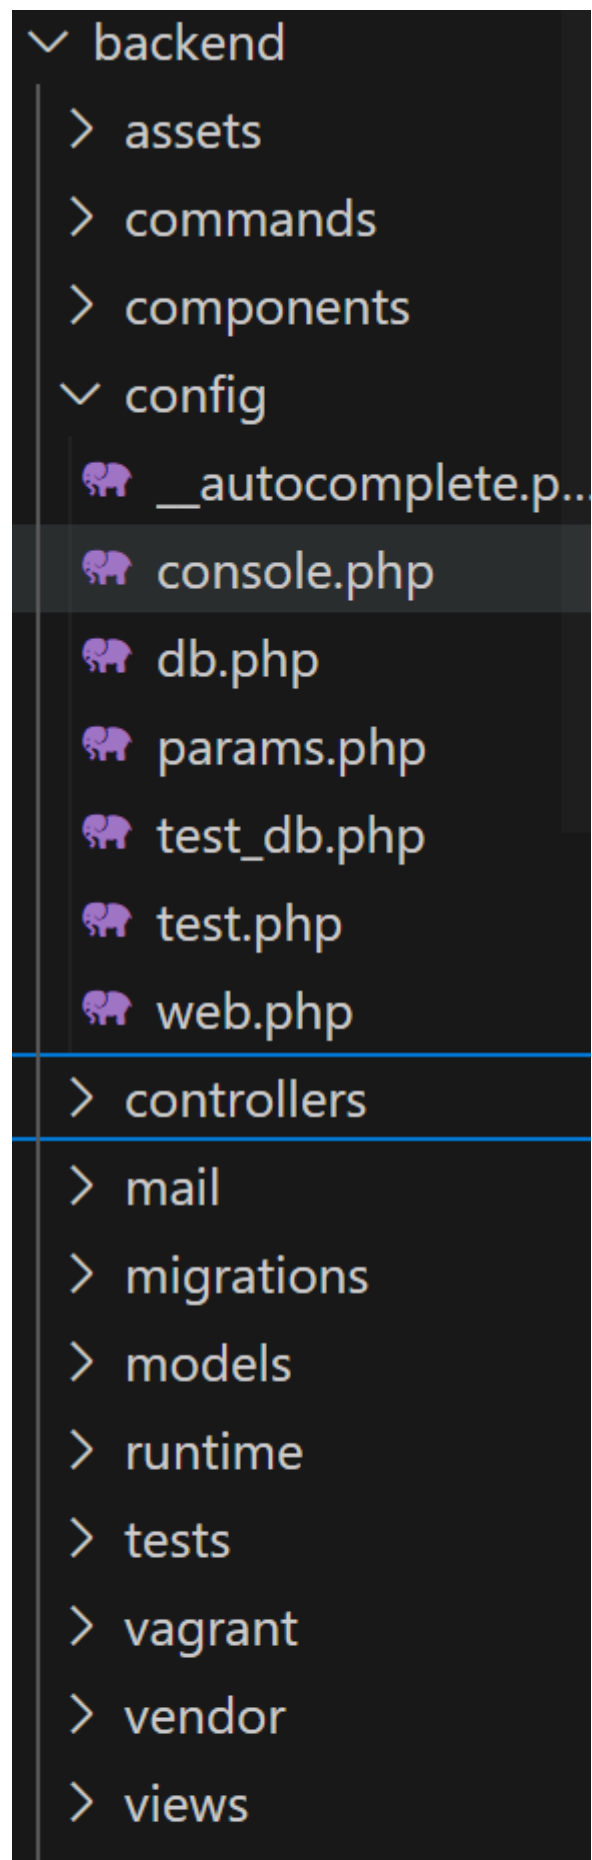 backend
assets
commands
components
config
__autocomplete.p...
console.php
db.php
params.php
test_db.php
test.php
web.php
controllers
mail
migrations
models
runtime
tests
vagrant
vendor
views